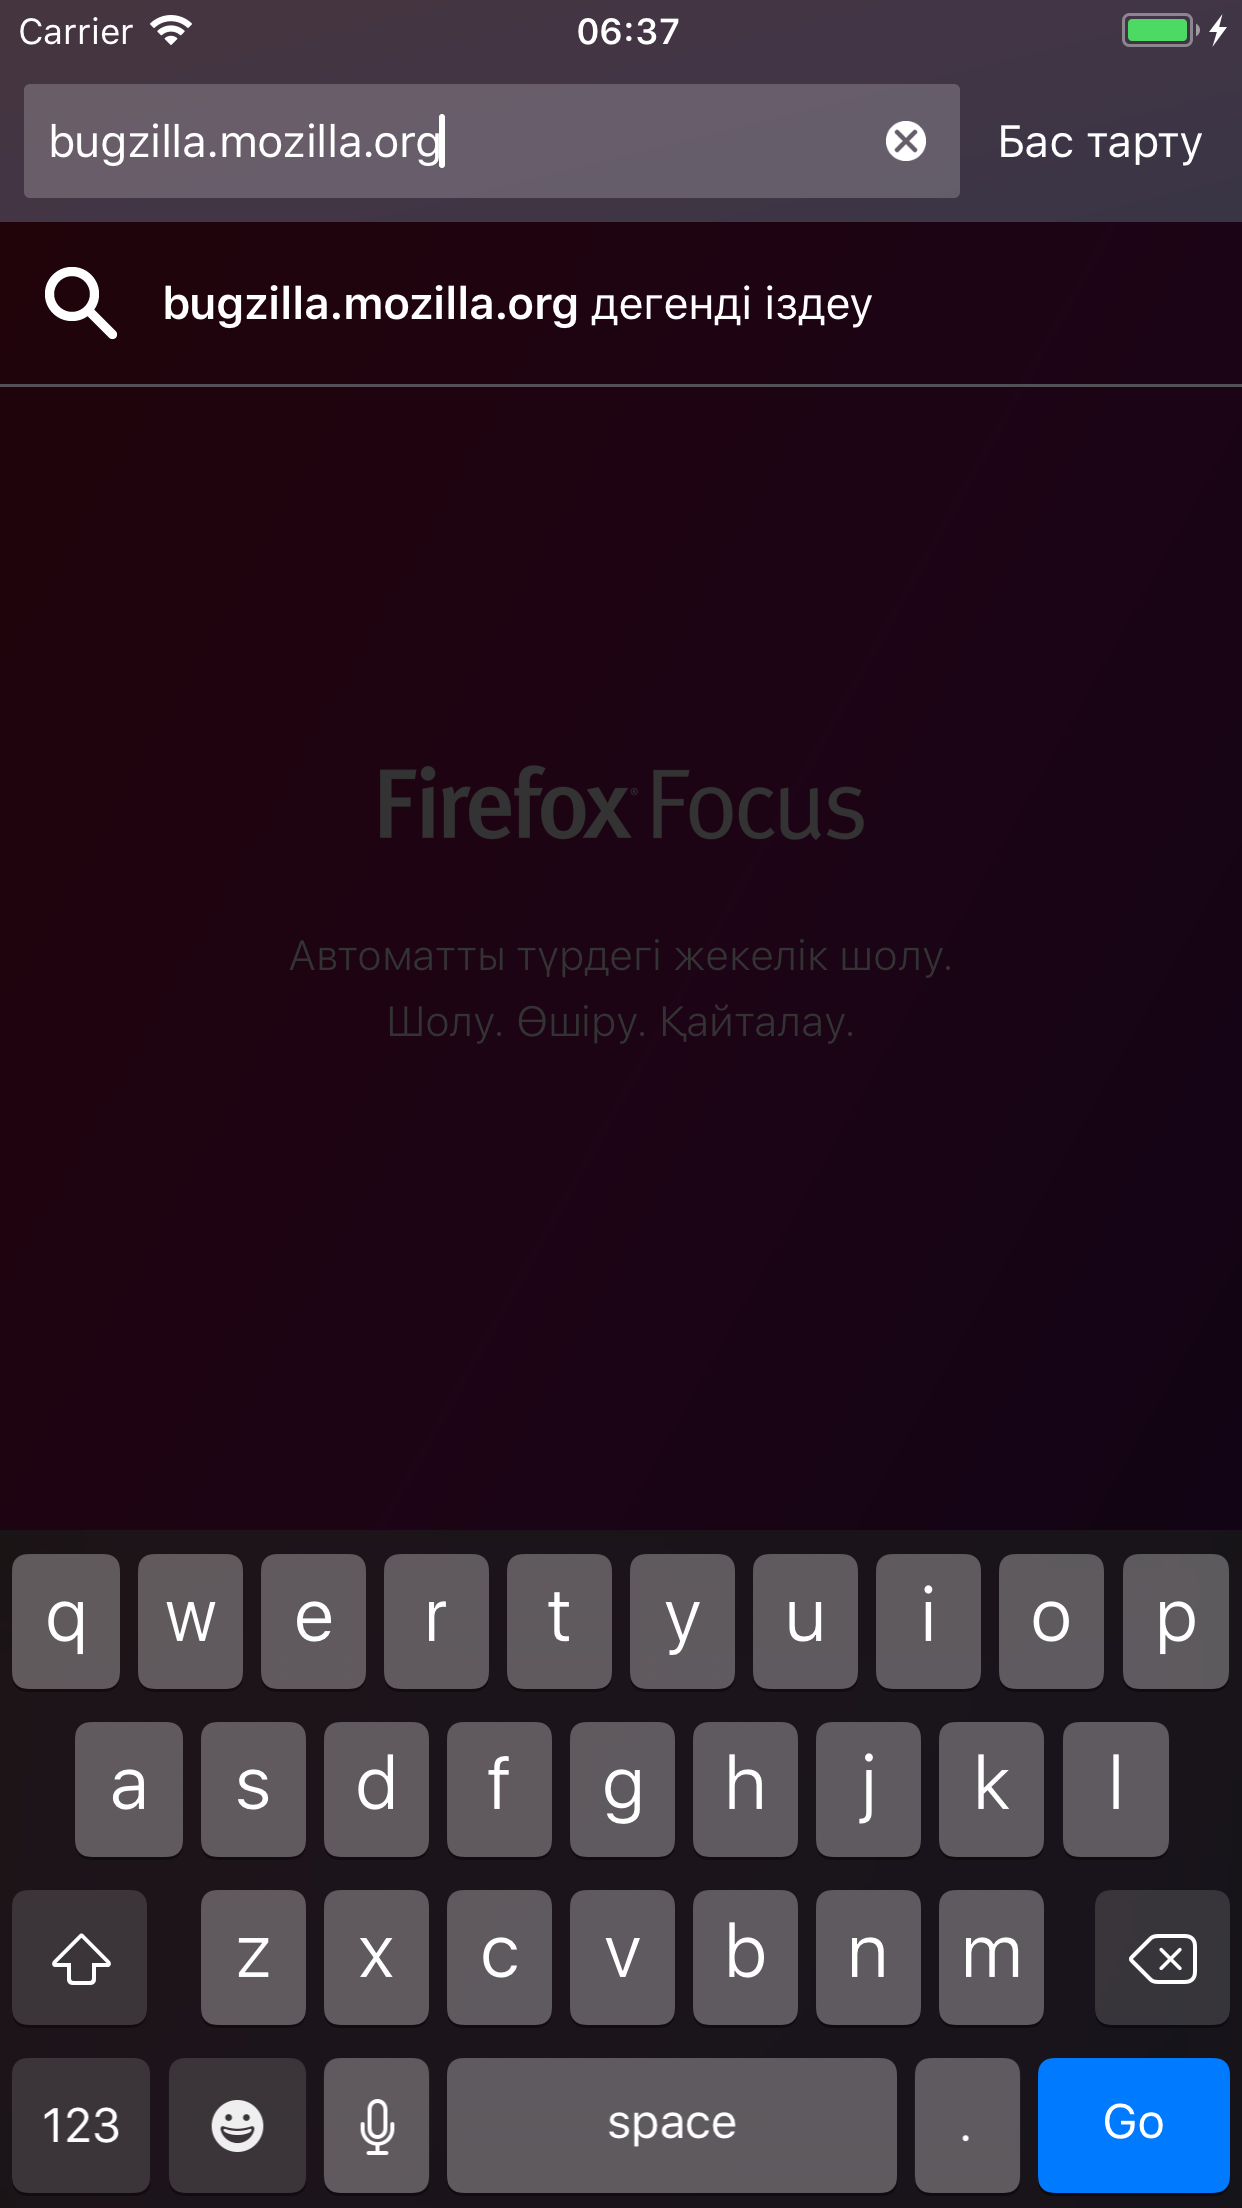 Carrier 06:37
bugzilla.mozilla.org Бас тарту
bugzilla.mozilla.org дегенді іздеу
Firefox® Focus
Автоматты түрдегі жекелік шолу.
Шолу. Өшіру. Қайталау.
q w e r t y u i o p
a s d f g h j k l
z x c v b n m
123 space . Go